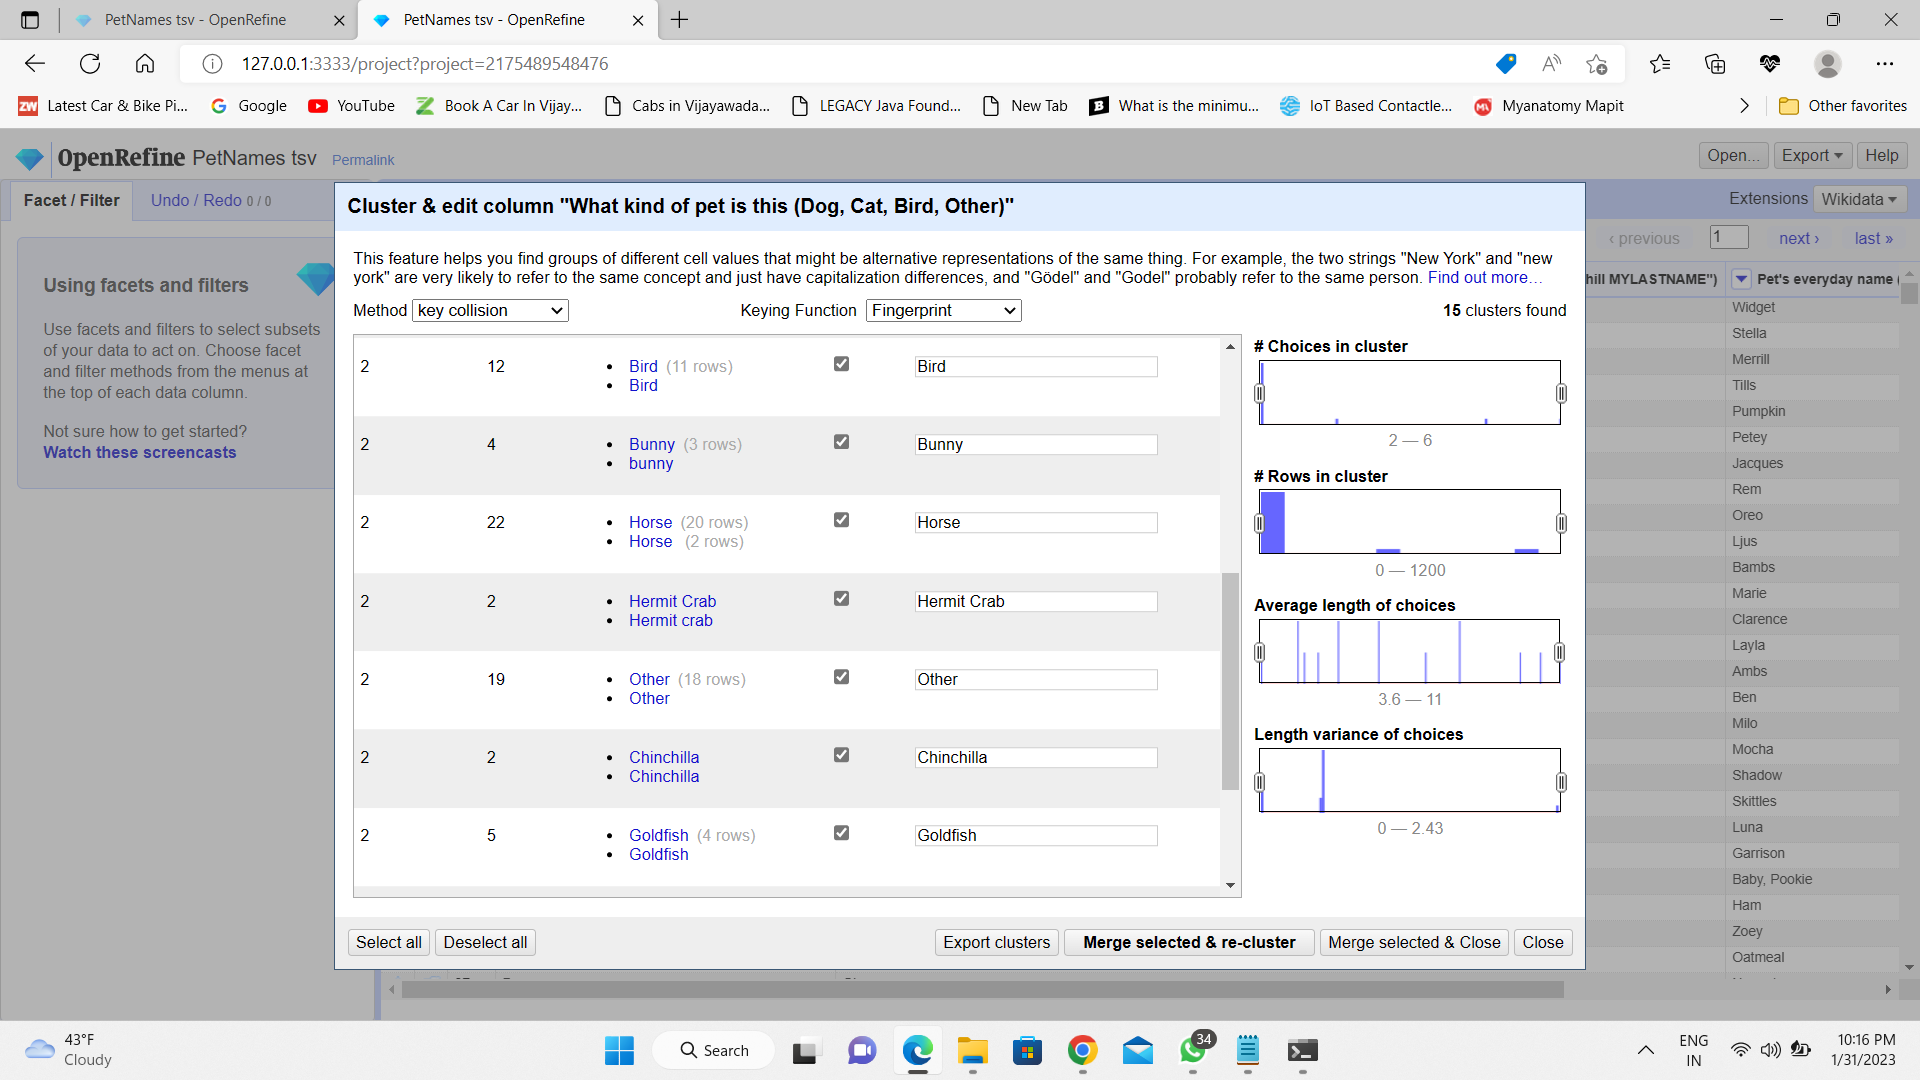 PetNames tsv - OpenRefine
PetNames tsv - OpenRefine
127.0.0.1:3333/project?project=2175489548476
Latest Car & Bike Pi...
Google
YouTube
Book A Car In Vijay...
Cabs in Vijayawada...
LEGACY Java Found...
New Tab
What is the minimu...
IoT Based Contactle...
Myanatomy Mapit
Other favorites
OpenRefine PetNames tsv Permalink
Open... Export Help
Facet / Filter Undo / Redo 0 / 0
Extensions Wikidata
‹ previous 1 next › last »
Using facets and filters
Use facets and filters to select subsets
of your data to act on. Choose facet
and filter methods from the menus at
the top of each data column.
Not sure how to get started?
Watch these screencasts
Cluster & edit column "What kind of pet is this (Dog, Cat, Bird, Other)"
This feature helps you find groups of different cell values that might be alternative representations of the same thing. For example, the two strings "New York" and "new
york" are very likely to refer to the same concept and just have capitalization differences, and "Gödel" and "Godel" probably refer to the same person. Find out more...
Method key collision Keying Function Fingerprint 15 clusters found
2 12 Bird (11 rows) Bird
Bird
2 4 Bunny (3 rows) Bunny
bunny
2 22 Horse (20 rows) Horse
Horse (2 rows)
2 2 Hermit Crab Hermit Crab
Hermit crab
2 19 Other (18 rows) Other
Other
2 2 Chinchilla Chinchilla
Chinchilla
2 5 Goldfish (4 rows) Goldfish
Goldfish
# Choices in cluster
2 — 6
# Rows in cluster
0 — 1200
Average length of choices
3.6 — 11
Length variance of choices
0 — 2.43
Select all Deselect all Export clusters Merge selected & re-cluster Merge selected & Close Close
hill MYLASTNAME") Pet's everyday name
Widget
Stella
Merrill
Tills
Pumpkin
Petey
Jacques
Rem
Oreo
Ljus
Bambs
Marie
Clarence
Layla
Ambs
Ben
Milo
Mocha
Shadow
Skittles
Luna
Garrison
Baby, Pookie
Ham
Zoey
Oatmeal
43°F
Cloudy
Search
34
ENG
IN
10:16 PM
1/31/2023